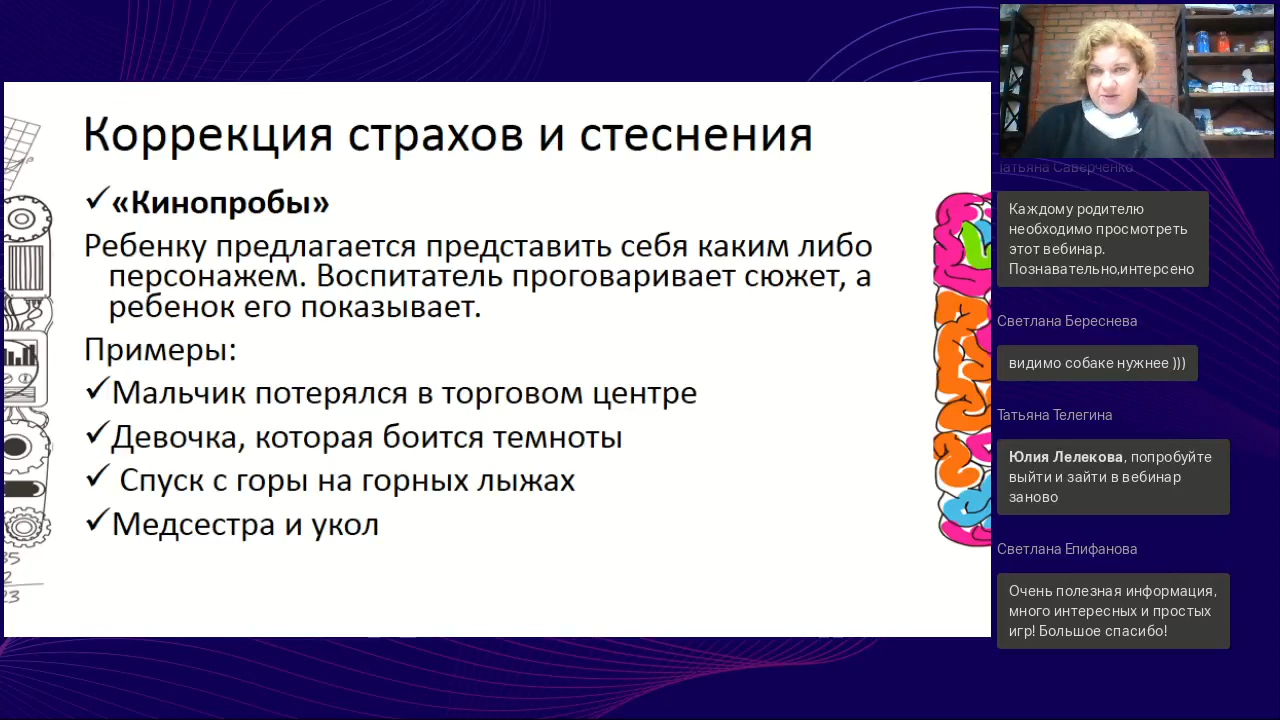 Коррекция страхов и стеснения
✓«Кинопробы»
Ребенку предлагается представить себя каким либо
персонажем. Воспитатель проговаривает сюжет, а
ребенок его показывает.
Примеры:
✓Мальчик потерялся в торговом центре
✓Девочка, которая боится темноты
✓ Спуск с горы на горных лыжах
✓Медсестра и укол
Татьяна Саверченко
Каждому родителю
необходимо просмотреть
этот вебинар.
Познавательно,интерсено
Светлана Береснева
видимо собаке нужнее )))
Татьяна Телегина
Юлия Лелекова, попробуйте
выйти и зайти в вебинар
заново
Светлана Епифанова
Очень полезная информация,
много интересных и простых
игр! Большое спасибо!